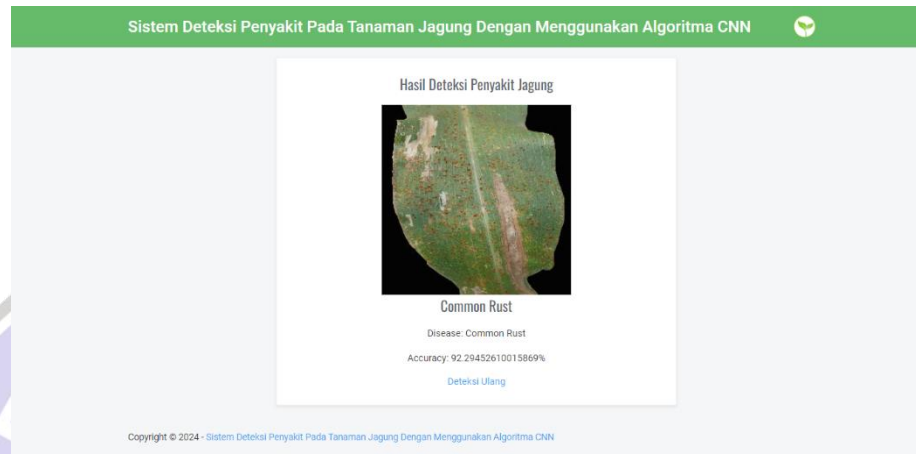 Sistem Deteksi Penyakit Pada Tanaman Jagung Dengan Menggunakan Algoritma CNN
Hasil Deteksi Penyakit Jagung
Common Rust
Disease: Common Rust
Accuracy: 92.29452610015869%
Deteksi Ulang
Copyright © 2024 - Sistem Deteksi Penyakit Pada Tanaman Jagung Dengan Menggunakan Algoritma CNN